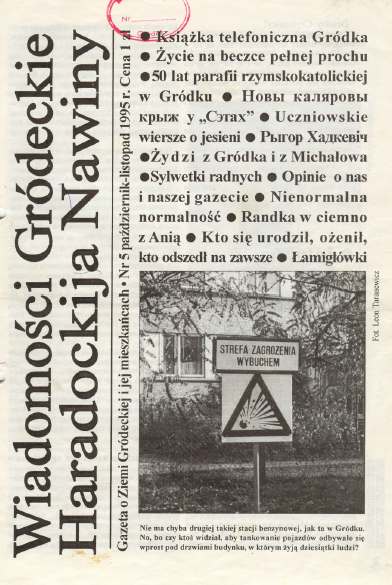 Nr
Wiadomości Gródeckie
Haradockija Nawiny
Gazeta o Ziemi Gródeckiej i jej mieszkańcach • Nr 5 październik-listopad 1995 r. Cena 1 zł
● Książka telefoniczna Gródka
● Życie na beczce pełnej prochu
●50 lat parafii rzymskokatolickiej
w Gródku ● Новы каляровы
крыж у „Сэтах” ● Uczniowskie
wiersze o jesieni ● Рыгор Хадкевіч
●Żydzi z Gródka i z Michałowa
●Sylwetki radnych ● Opinie o nas
i naszej gazecie ● Nienormalna
normalność ● Randka w ciemno
z Anią ● Kto się urodził, ożenił,
kto odszedł na zawsze ● Łamigłówki
STREFA ZAGROŻENIA
WYBUCHEM
Fot. Leon Tarasewicz
Nie ma chyba drugiej takiej stacji benzynowej, jak ta w Gródku.
No, bo czy ktoś widział, aby tankowanie pojazdów odbywało się
wprost pod drzwiami budynku, w którym żyją dziesiątki ludzi?